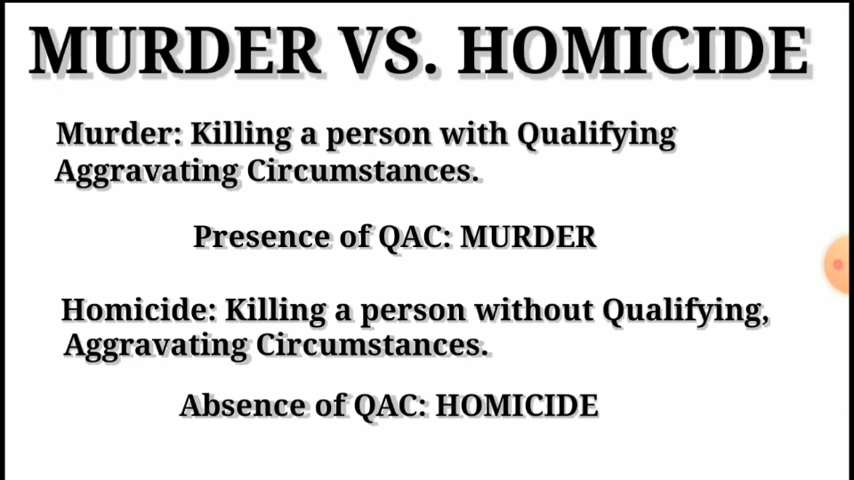 MURDER VS. HOMICIDE
Murder: Killing a person with Qualifying
Aggravating Circumstances.
Presence of QAC: MURDER
Homicide: Killing a person without Qualifying,
Aggravating Circumstances.
Absence of QAC: HOMICIDE